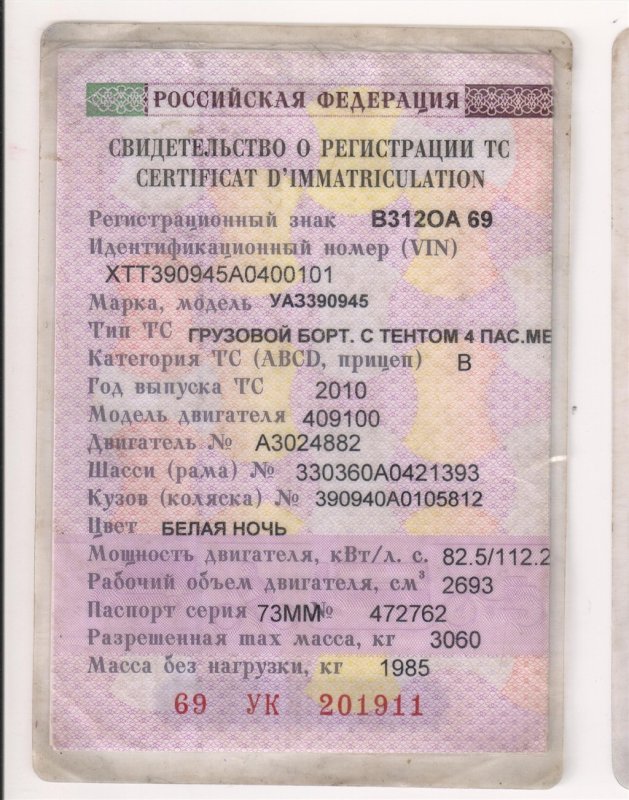 РОССИЙСКАЯ ФЕДЕРАЦИЯ
СВИДЕТЕЛЬСТВО О РЕГИСТРАЦИИ ТС
CERTIFICAT D'IMMATRICULATION
Регистрационный знак В312ОА 69
Идентификационный номер (VIN)
XTT390945A0400101
Марка, модель УАЗ390945
Тип ТС ГРУЗОВОЙ БОРТ. С ТЕНТОМ 4 ПАС.МЕ
Категория ТС (ABCD, прицеп) В
Год выпуска ТС 2010
Модель двигателя 409100
Двигатель № А3024882
Шасси (рама) № 330360А0421393
Кузов (коляска) № 390940А0105812
Цвет БЕЛАЯ НОЧЬ
Мощность двигателя, кВт/л. с. 82.5/112.2
Рабочий объем двигателя, см³ 2693
Паспорт серия 73ММ № 472762
Разрешенная max масса, кг 3060
Масса без нагрузки, кг 1985
69 УК 201911